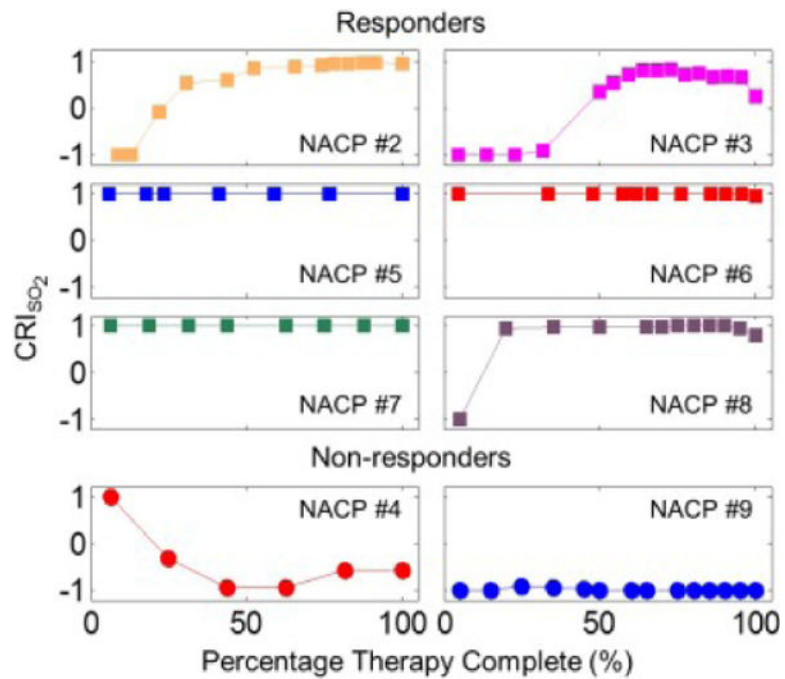 Responders
1
0
-1
NACP #2
NACP #3
1
0
-1
NACP #5
NACP #6
CRI_SO2
1
0
-1
NACP #7
NACP #8
Non-responders
1
0
-1
NACP #4
NACP #9
0 50 100 0 50 100
Percentage Therapy Complete (%)